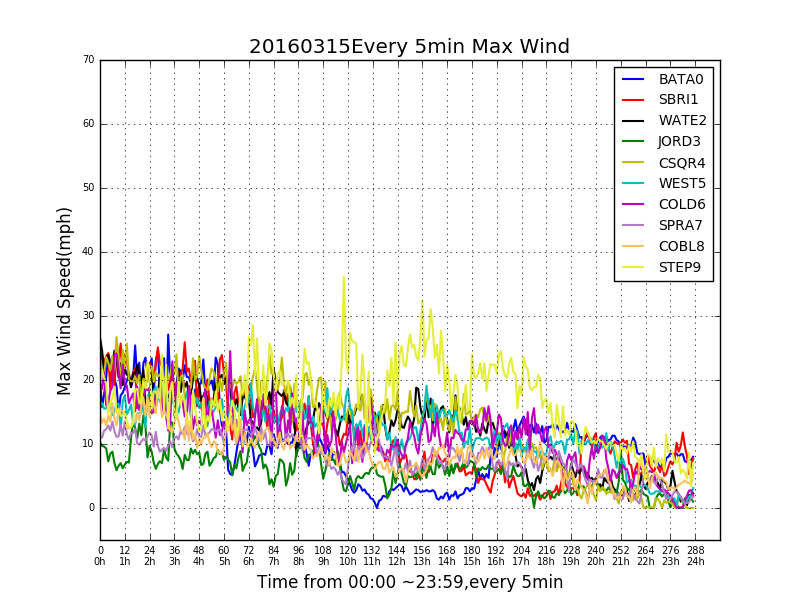 20160315Every 5min Max Wind
70
60
50
40
30
20
10
0
Max Wind Speed(mph)
BATA0
SBRI1
WATE2
JORD3
CSQR4
WEST5
COLD6
SPRA7
COBL8
STEP9
0 12 24 36 48 60 72 84 96 108 120 132 144 156 168 180 192 204 216 228 240 252 264 276 288
0h 1h 2h 3h 4h 5h 6h 7h 8h 9h 10h 11h 12h 13h 14h 15h 16h 17h 18h 19h 20h 21h 22h 23h 24h
Time from 00:00 ~23:59,every 5min